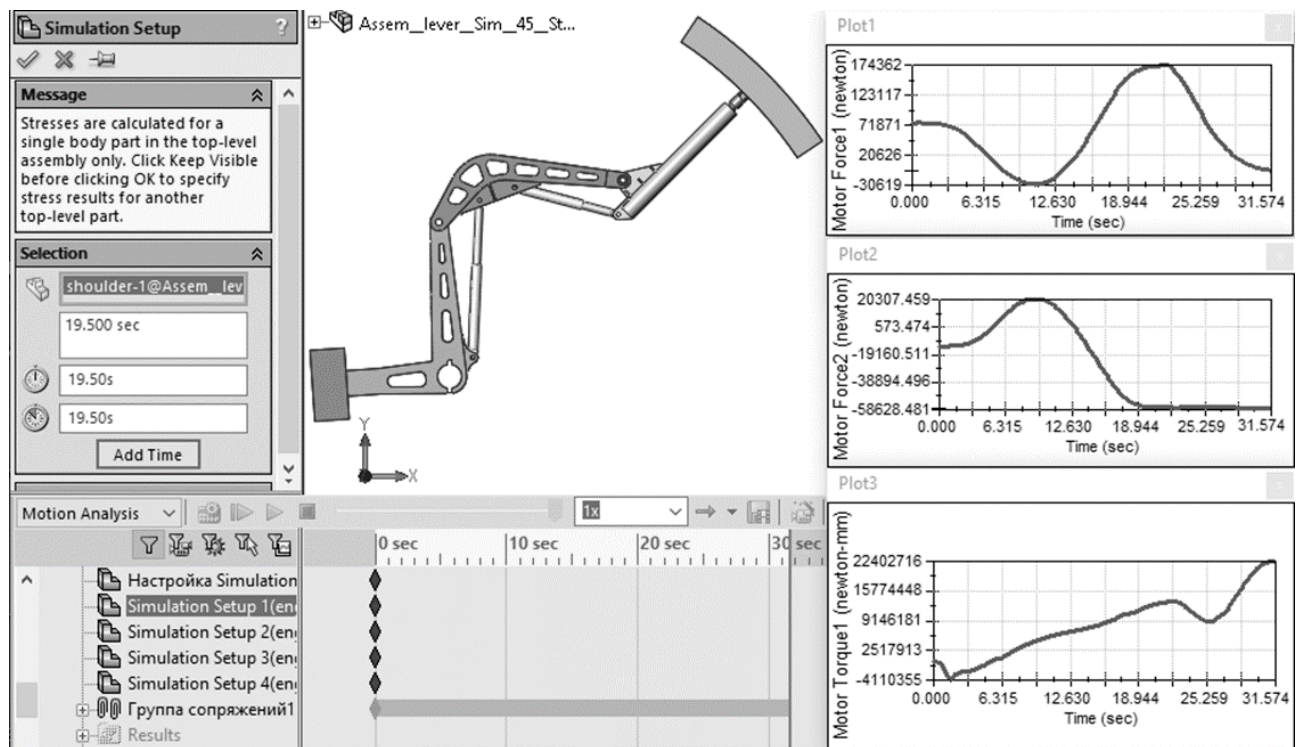 Simulation Setup
?
Message
Stresses are calculated for a
single body part in the top-level
assembly only. Click Keep Visible
before clicking OK to specify
stress results for another
top-level part.
Selection
shoulder-1@Assem__lev
19.500 sec
19.50s
19.50s
Add Time
Assem__lever__Sim__45__St...
Y
X
Plot1
x
Motor Force1 (newton)
174362
123117
71871
20626
-30619
0.000 6.315 12.630 18.944 25.259 31.574
Time (sec)
Plot2
x
Motor Force2 (newton)
20307.459
573.474
-19160.511
-38894.496
-58628.481
0.000 6.315 12.630 18.944 25.259 31.574
Time (sec)
Plot3
x
Motor Torque1 (newton-mm)
22402716
15774448
9146181
2517913
-4110355
0.000 6.315 12.630 18.944 25.259 31.574
Time (sec)
Motion Analysis
1x
0 sec 10 sec 20 sec 30 sec
Настройка Simulation
Simulation Setup 1(en
Simulation Setup 2(en
Simulation Setup 3(en
Simulation Setup 4(en
Группа сопряжений1
Results